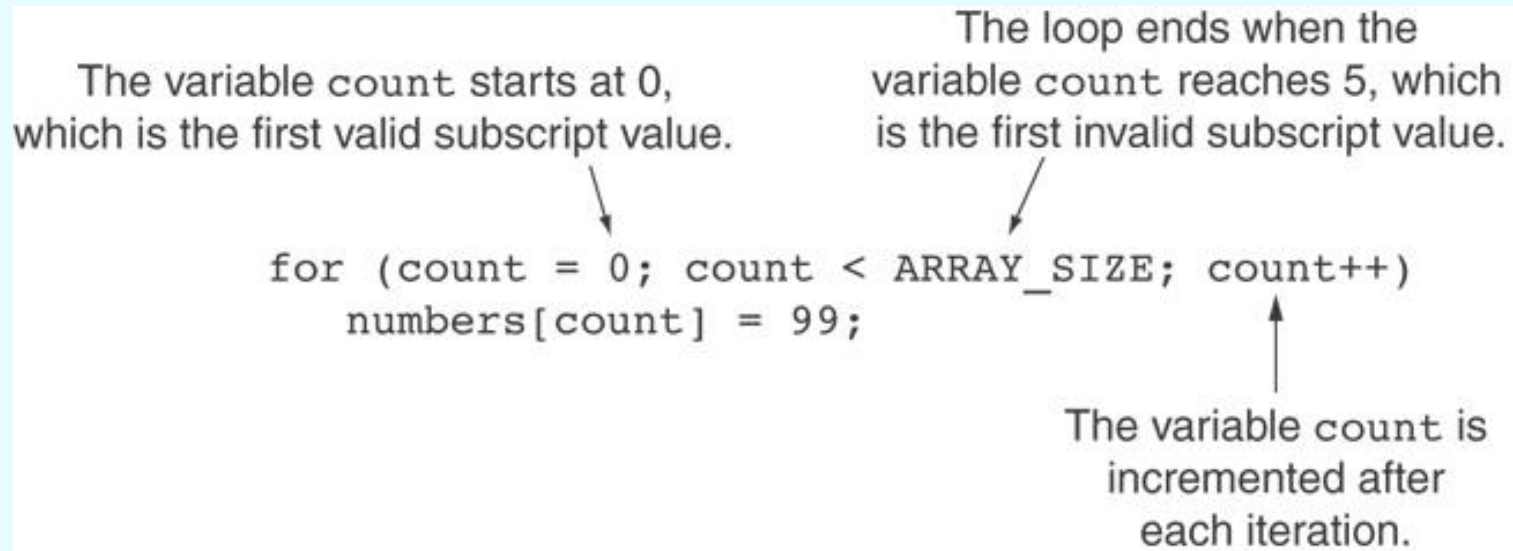 The variable count starts at 0,
which is the first valid subscript value.
The loop ends when the
variable count reaches 5, which
is the first invalid subscript value.
for (count = 0; count < ARRAY_SIZE; count++)
numbers[count] = 99;
The variable count is
incremented after
each iteration.